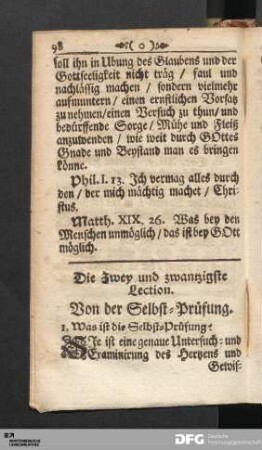 98 ❧( o )☙
soll ihn in Ubung des Glaubens und der
Gottseeligkeit nicht träg / faul und
nachlässig machen / sondern vielmehr
aufmuntern / einen ernstlichen Vorsatz
zu nehmen / einen Versuch zu thun / und
bedürffende Sorge / Mühe und Fleiß
anzuwenden / wie weit durch GOttes
Gnade und Beystand man es bringen
könne.
Phil. I. 13. Ich vermag alles durch
den / der mich mächtig machet / Chri-
stus.
Matth. XIX, 26. Was bey den
Menschen unmöglich / das ist bey GOtt
möglich.
Die Zwey und zwanzigste
Lection.
Von der Selbst-Prüfung.
1. Was ist die Selbst-Prüfung?
SIe ist eine genaue Untersuch- und
Examinirung des Hertzens und
Gewis-
DFG
Deutsche
Forschungsgemeinschaft